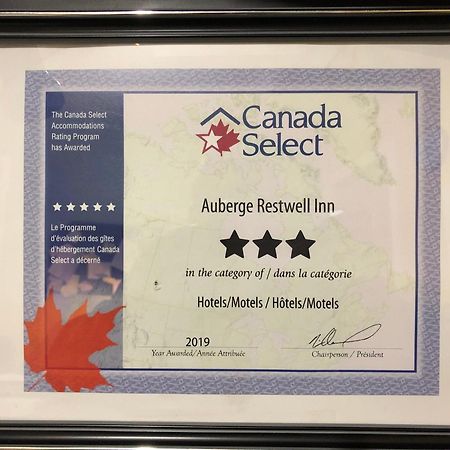 The Canada Select
Accommodations
Rating Program
has Awarded
Le Programme
d'évaluation des gîtes
d'hébergement Canada
Select a décerné
Canada
Select
Auberge Restwell Inn
in the category of / dans la catégorie
Hotels/Motels / Hôtels/Motels
2019
Year Awarded/Année Attribuée
Chairperson / Président